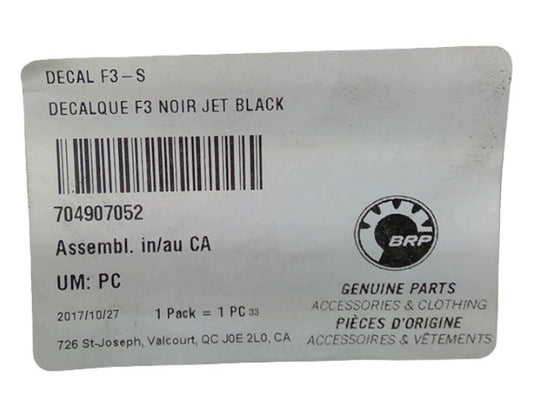 DECAL F3-S
DECALQUE F3 NOIR JET BLACK
704907052
Assembl. in/au CA
UM: PC
2017/10/27 1 Pack = 1 PC 33
726 St-Joseph, Valcourt, QC J0E 2L0, CA
BRP
GENUINE PARTS
ACCESSORIES & CLOTHING
PIÈCES D'ORIGINE
ACCESSOIRES & VÊTEMENTS